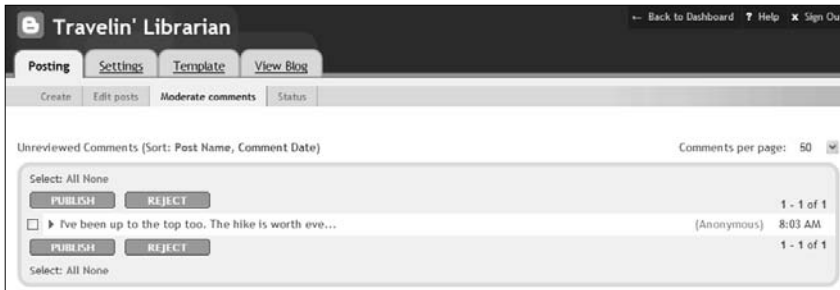 Travelin' Librarian
← Back to Dashboard ? Help x Sign Ou
Posting Settings Template View Blog
Create Edit posts Moderate comments Status
Unreviewed Comments (Sort: Post Name, Comment Date) Comments per page: 50
Select: All None
PUBLISH REJECT 1 - 1 of 1
I've been up to the top too. The hike is worth eve... (Anonymous) 8:03 AM
PUBLISH REJECT 1 - 1 of 1
Select: All None